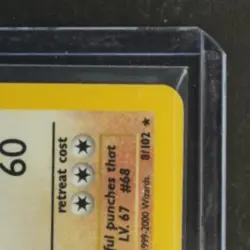 60
retreat cost
ful punches that
LV. 67 #68
999-2000 Wizards. 8/102 ★